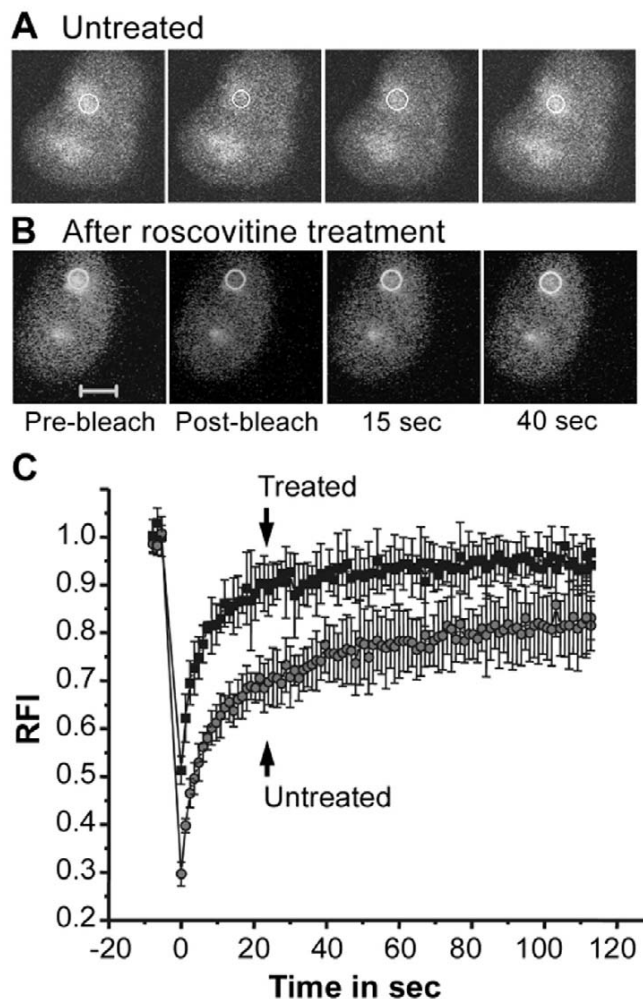 A Untreated
B After roscovitine treatment
Pre-bleach Post-bleach 15 sec 40 sec
C
Treated
1.0
0.9
0.8
0.7
0.6
0.5
0.4
0.3
0.2
RFI
Untreated
-20 0 20 40 60 80 100 120
Time in sec